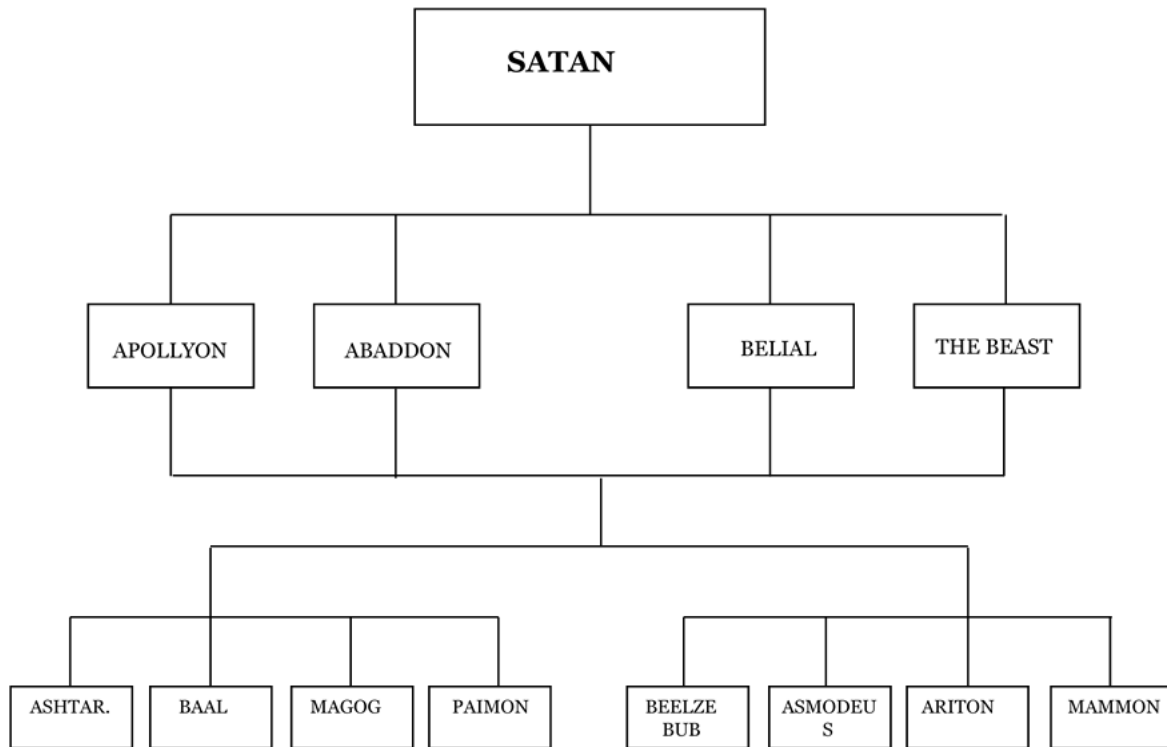 SATAN
APOLLYON
ABADDON
BELIAL
THE BEAST
ASHTAR.
BAAL
MAGOG
PAIMON
BEELZE
BUB
ASMODEU
S
ARITON
MAMMON